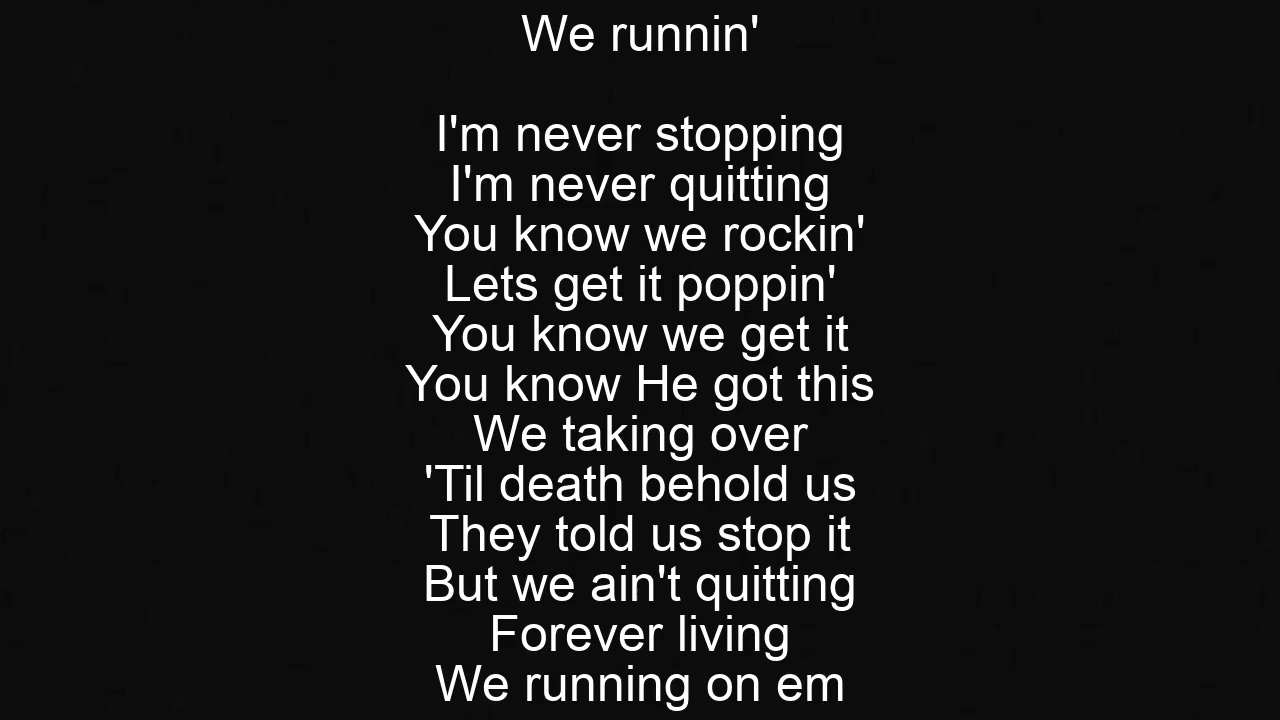 We runnin'
I'm never stopping
I'm never quitting
You know we rockin'
Lets get it poppin'
You know we get it
You know He got this
We taking over
'Til death behold us
They told us stop it
But we ain't quitting
Forever living
We running on em